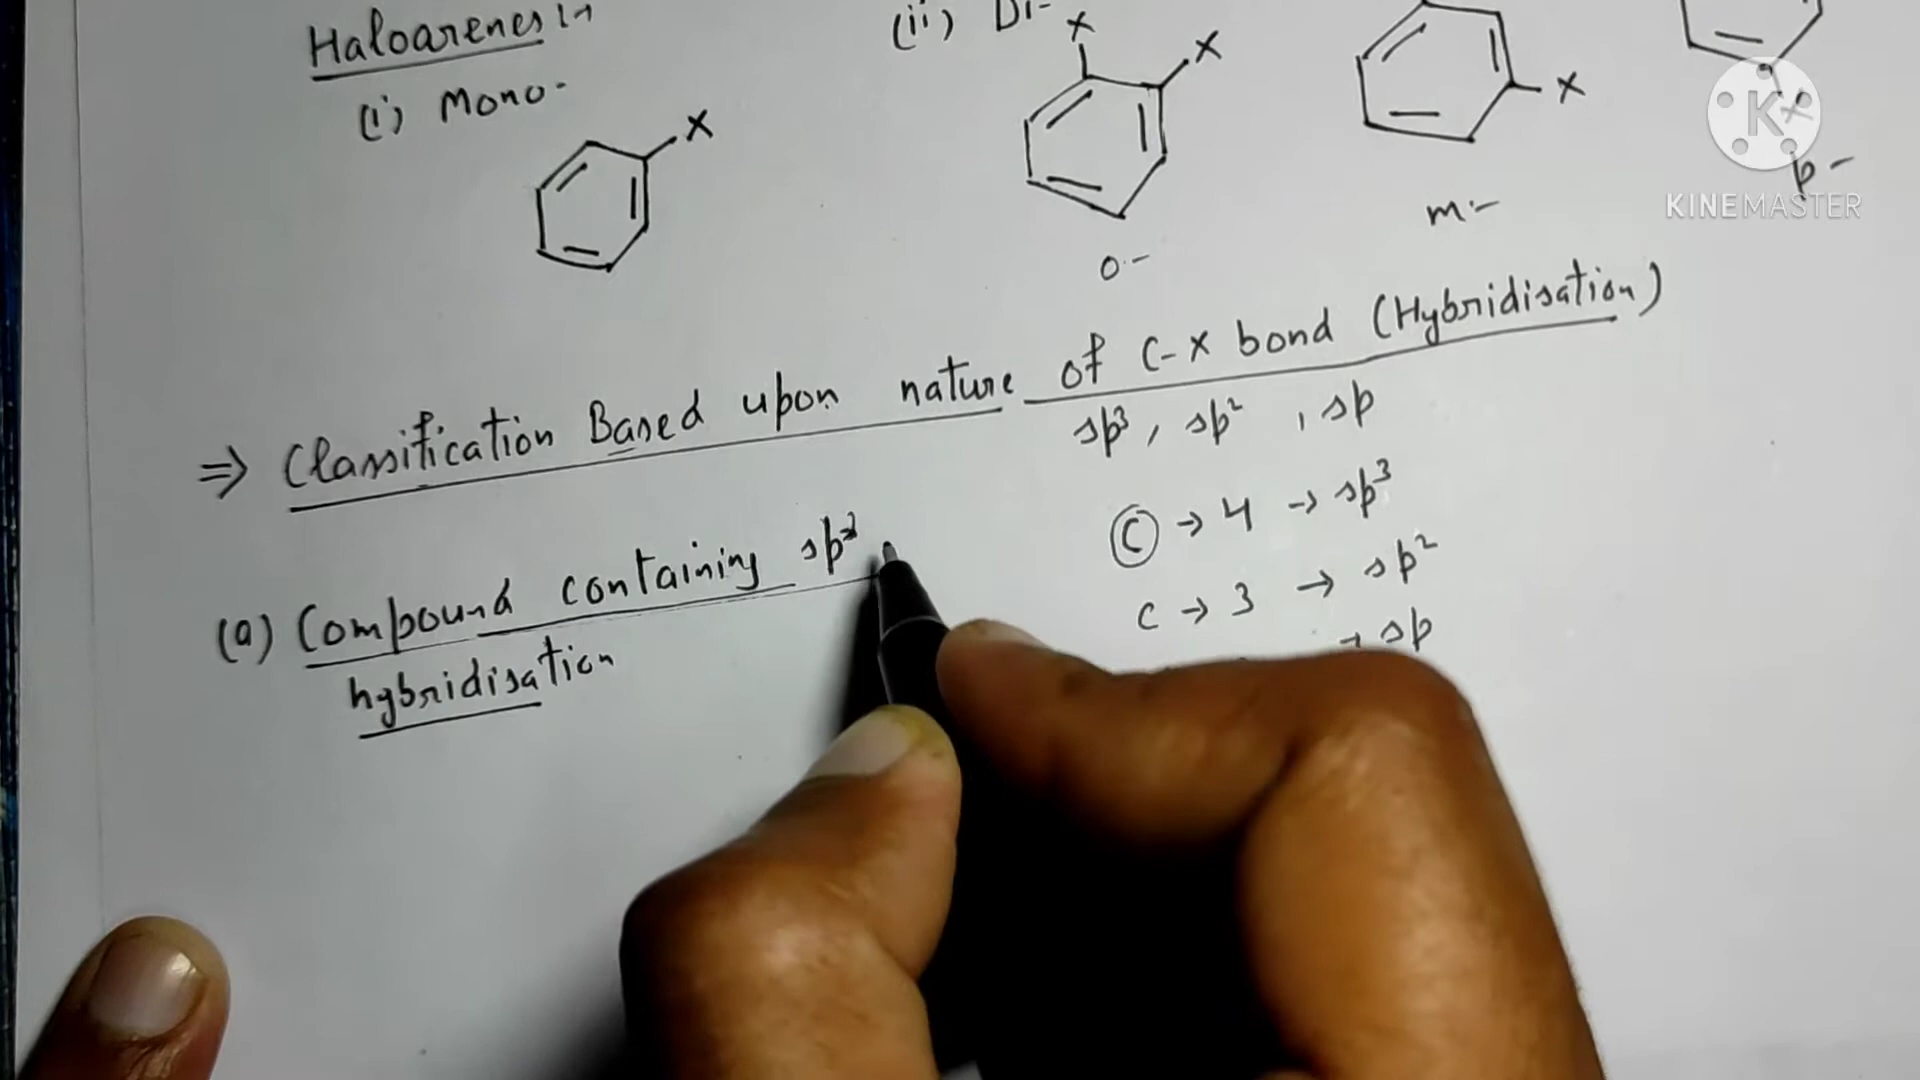 Haloarenes :-
(i) Mono-
X
(ii) Di-
X
X
X
X
o-
m-
p-
KINEMASTER
⇒ Classification Based upon nature of C-X bond (Hybridisation)
sp³, sp², sp
C → 4 → sp³
C → 3 → sp²
→ sp
(a) Compound containing sp³
hybridisation